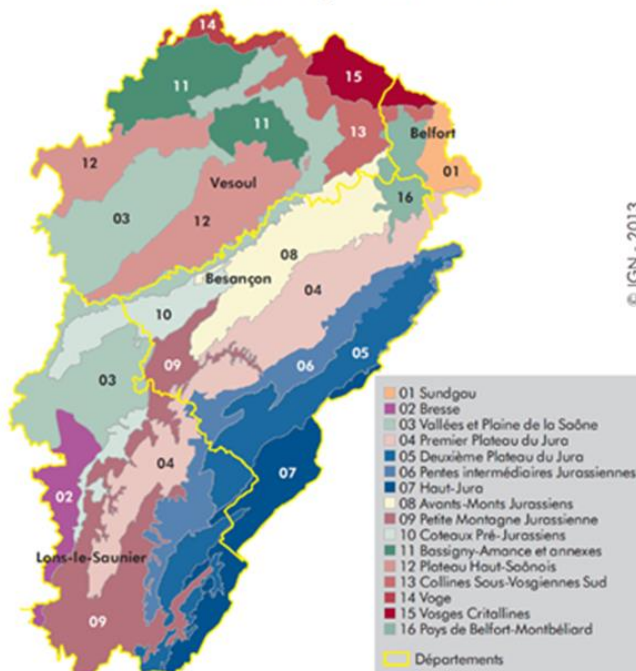 14
15
11
11
13
Belfort
01
12
Vesoul
16
03
12
08
Besançon
04
10
© IGN - 2013
09
06
05
03
04
07
02
Lons-le-Saunier
09
01 Sundgau
02 Bresse
03 Vallées et Plaine de la Saône
04 Premier Plateau du Jura
05 Deuxième Plateau du Jura
06 Pentes intermédiaires Jurassiennes
07 Haut-Jura
08 Avants-Monts Jurassiens
09 Petite Montagne Jurassienne
10 Coteaux Pré-Jurassiens
11 Bassigny-Amance et annexes
12 Plateau Haut-Saônois
13 Collines Sous-Vosgiennes Sud
14 Voge
15 Vosges Critallines
16 Pays de Belfort-Montbéliard
Départements